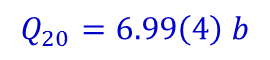 Q₂₀ = 6.99(4) b